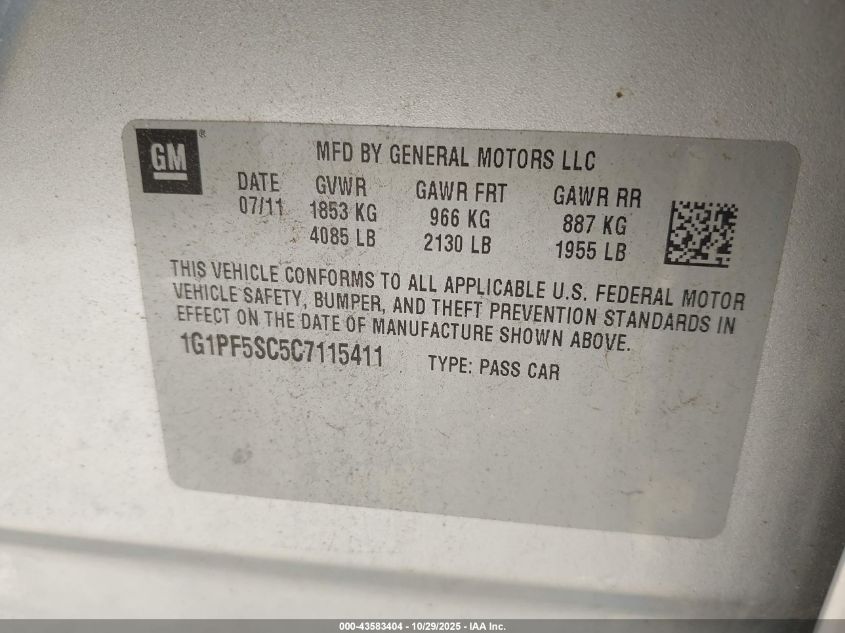 GM®
MFD BY GENERAL MOTORS LLC
DATE GVWR GAWR FRT GAWR RR
07/11 1853 KG 966 KG 887 KG
4085 LB 2130 LB 1955 LB
THIS VEHICLE CONFORMS TO ALL APPLICABLE U.S. FEDERAL MOTOR
VEHICLE SAFETY, BUMPER, AND THEFT PREVENTION STANDARDS IN
EFFECT ON THE DATE OF MANUFACTURE SHOWN ABOVE.
1G1PF5SC5C7115411 TYPE: PASS CAR
000-43583404 - 10/29/2025 - IAA Inc.